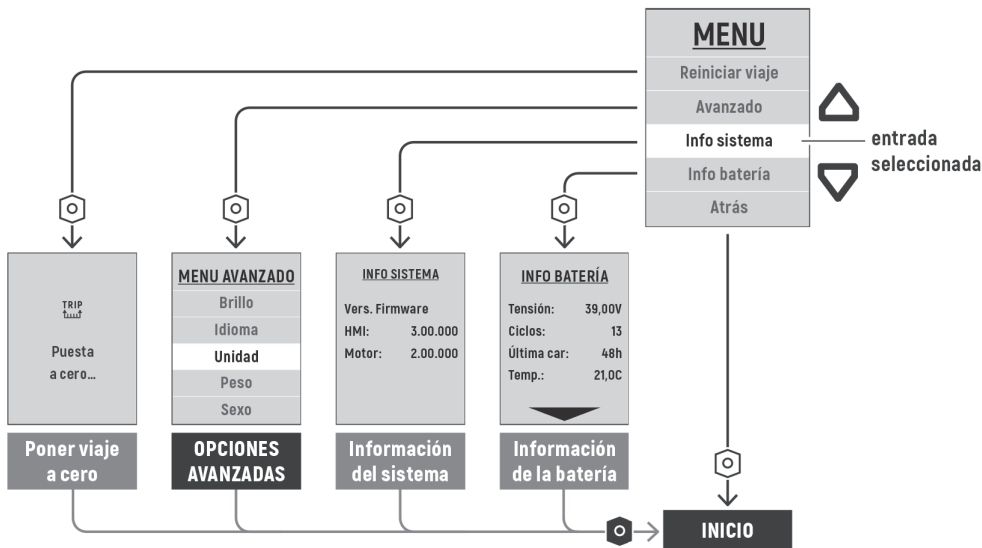 MENU
Reiniciar viaje
Avanzado
Info sistema
Info batería
Atrás
entrada
seleccionada
TRIP
Puesta
a cero...
Poner viaje
a cero
MENU AVANZADO
Brillo
Idioma
Unidad
Peso
Sexo
OPCIONES
AVANZADAS
INFO SISTEMA
Vers. Firmware
HMI: 3.00.000
Motor: 2.00.000
Información
del sistema
INFO BATERÍA
Tensión: 39,00V
Ciclos: 13
Última car: 48h
Temp.: 21,0C
Información
de la batería
INICIO